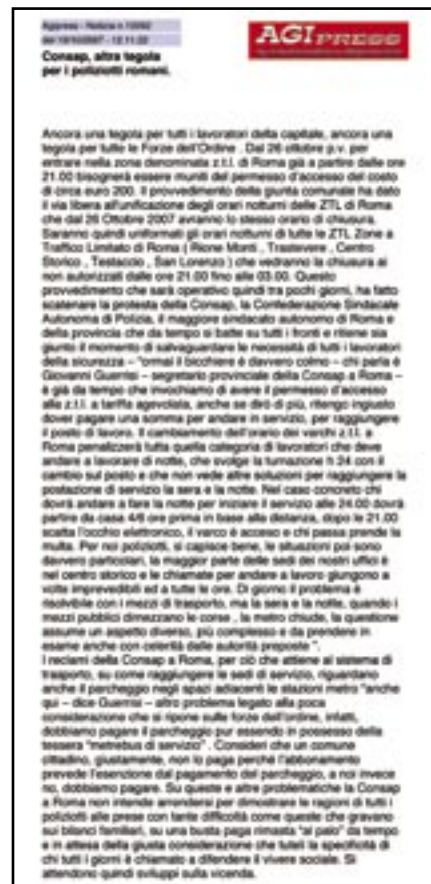 Agipress - Notizia n.
del 19/10/2007 - 12.11.22
AGIPRESS
Consap, altra tegola
per i poliziotti romani.
Ancora una tegola per tutti i lavoratori della capitale, ancora una
tegola per tutte le Forze dell'Ordine . Dal 26 ottobre p.v. per
entrare nella zona denominata z.t.l. di Roma già a partire dalle ore
21.00 bisognerà essere muniti del permesso d'accesso del costo
di circa euro 200. Il provvedimento della giunta comunale ha dato
il via libera all'unificazione degli orari notturni delle ZTL di Roma
che dal 26 Ottobre 2007 avranno lo stesso orario di chiusura.
Saranno quindi uniformati gli orari notturni di tutte le ZTL Zone a
Traffico Limitato di Roma ( Rione Monti , Trastevere , Centro
Storico , Testaccio , San Lorenzo ) che vedranno la chiusura ai
non autorizzati dalle ore 21.00 fino alle 03.00. Questo
provvedimento che sarà operativo quindi tra pochi giorni, ha fatto
scatenare la protesta della Consap, la Confederazione Sindacale
Autonoma di Polizia, il maggiore sindacato autonomo di Roma e
della provincia che da tempo si batte su tutti i fronti e ritiene sia
giunto il momento di salvaguardare le necessità di tutti i lavoratori
della sicurezza – "ormai il bicchiere è davvero colmo – chi parla è
Giovanni Guerrisi – segretario provinciale della Consap a Roma –
è già da tempo che invochiamo di avere il permesso d'accesso
alle z.t.l. a tariffa agevolata, anche se dirò di più, ritengo ingiusto
dover pagare una somma per andare in servizio, per raggiungere
il posto di lavoro. Il cambiamento dell'orario dei varchi z.t.l. a
Roma penalizzerà tutta quella categoria di lavoratori che deve
andare a lavorare di notte, che svolge la turnazione h 24 con il
cambio sul posto e che non vede altre soluzioni per raggiungere la
postazione di servizio la sera e la notte. Nel caso concreto chi
dovrà andare a fare la notte per iniziare il servizio alle 24.00 dovrà
partire da casa 4/6 ore prima in base alla distanza, dopo le 21.00
scatta l'occhio elettronico, il varco è acceso e chi passa prende la
multa. Per noi poliziotti, si capisce bene, le situazioni poi sono
davvero particolari, la maggior parte delle sedi dei nostri uffici è
nel centro storico e le chiamate per andare a lavoro giungono a
volte imprevedibili ed a tutte le ore. Di giorno il problema è
risolvibile con i mezzi di trasporto, ma la sera e la notte, quando i
mezzi pubblici dimezzano le corse , la metro chiude, la questione
assume un aspetto diverso, più complesso e da prendere in
esame anche con celerità dalle autorità preposte ".
I reclami della Consap a Roma, per ciò che attiene al sistema di
trasporto, su come raggiungere le sedi di servizio, riguardano
anche il parcheggio negli spazi adiacenti le stazioni metro "anche
qui – dice Guerrisi – altro problema legato alla poca
considerazione che si ripone sulle forze dell'ordine, infatti,
dobbiamo pagare il parcheggio pur essendo in possesso della
tessera "metrebus di servizio" . Consideri che un comune
cittadino, giustamente, non lo paga perché l'abbonamento
prevede l'esenzione dal pagamento del parcheggio, a noi invece
no, dobbiamo pagare. Su queste e altre problematiche la Consap
a Roma non intende arrendersi per dimostrare le ragioni di tutti i
poliziotti alle prese con tante difficoltà come queste che gravano
sui bilanci familiari, su una busta paga rimasta "al palo" da tempo
e in attesa della giusta considerazione che tuteli la specificità di
chi tutti i giorni è chiamato a difendere il vivere sociale. Si
attendono quindi sviluppi sulla vicenda.